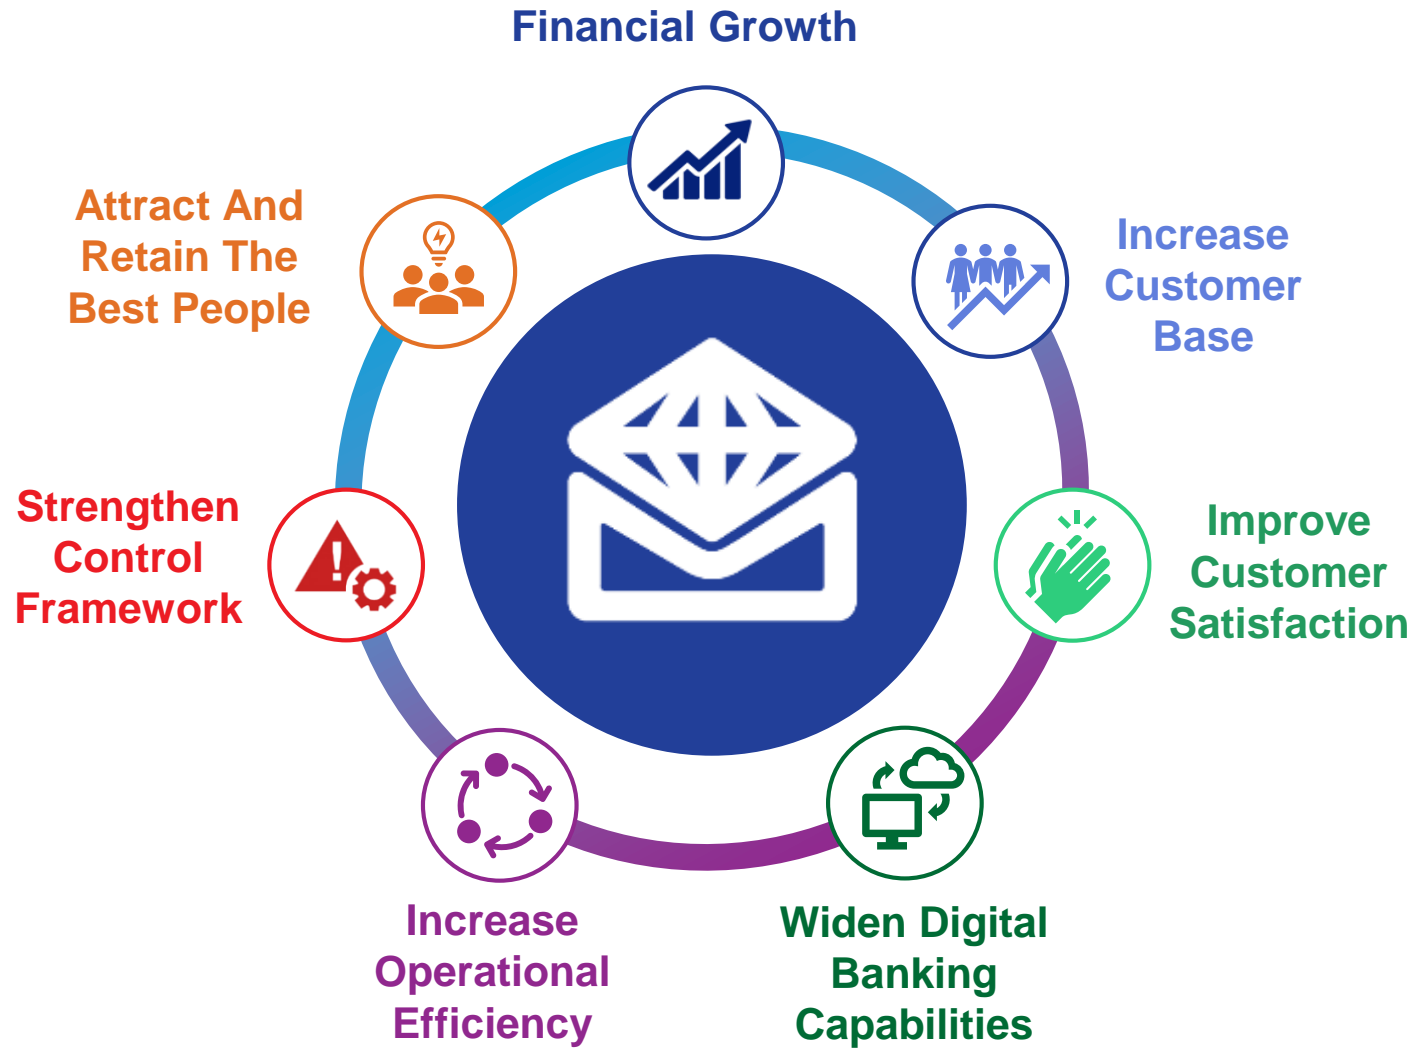 Financial Growth
Increase
Customer
Base
Improve
Customer
Satisfaction
Widen Digital
Banking
Capabilities
Increase
Operational
Efficiency
Strengthen
Control
Framework
Attract And
Retain The
Best People